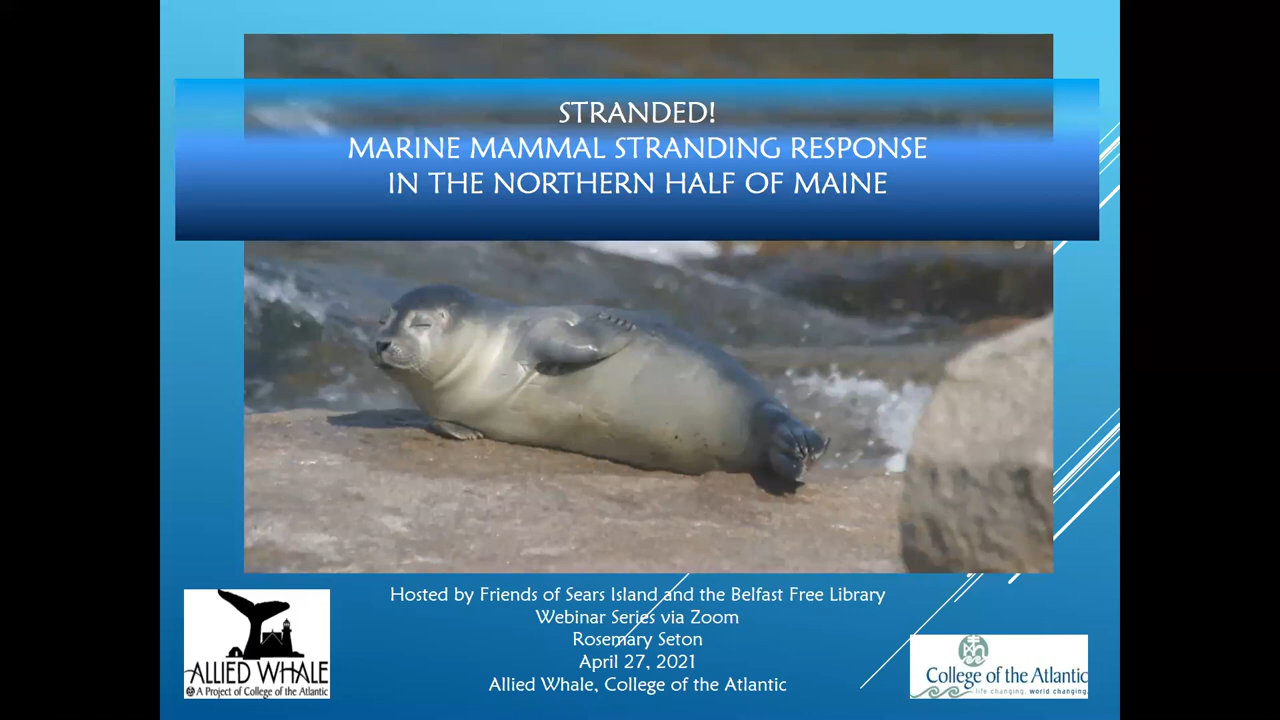 STRANDED!
MARINE MAMMAL STRANDING RESPONSE
IN THE NORTHERN HALF OF MAINE
Hosted by Friends of Sears Island and the Belfast Free Library
Webinar Series via Zoom
Rosemary Seton
April 27, 2021
Allied Whale, College of the Atlantic
ALLIED WHALE
A Project of College of the Atlantic
College of the Atlantic
life changing. world changing.